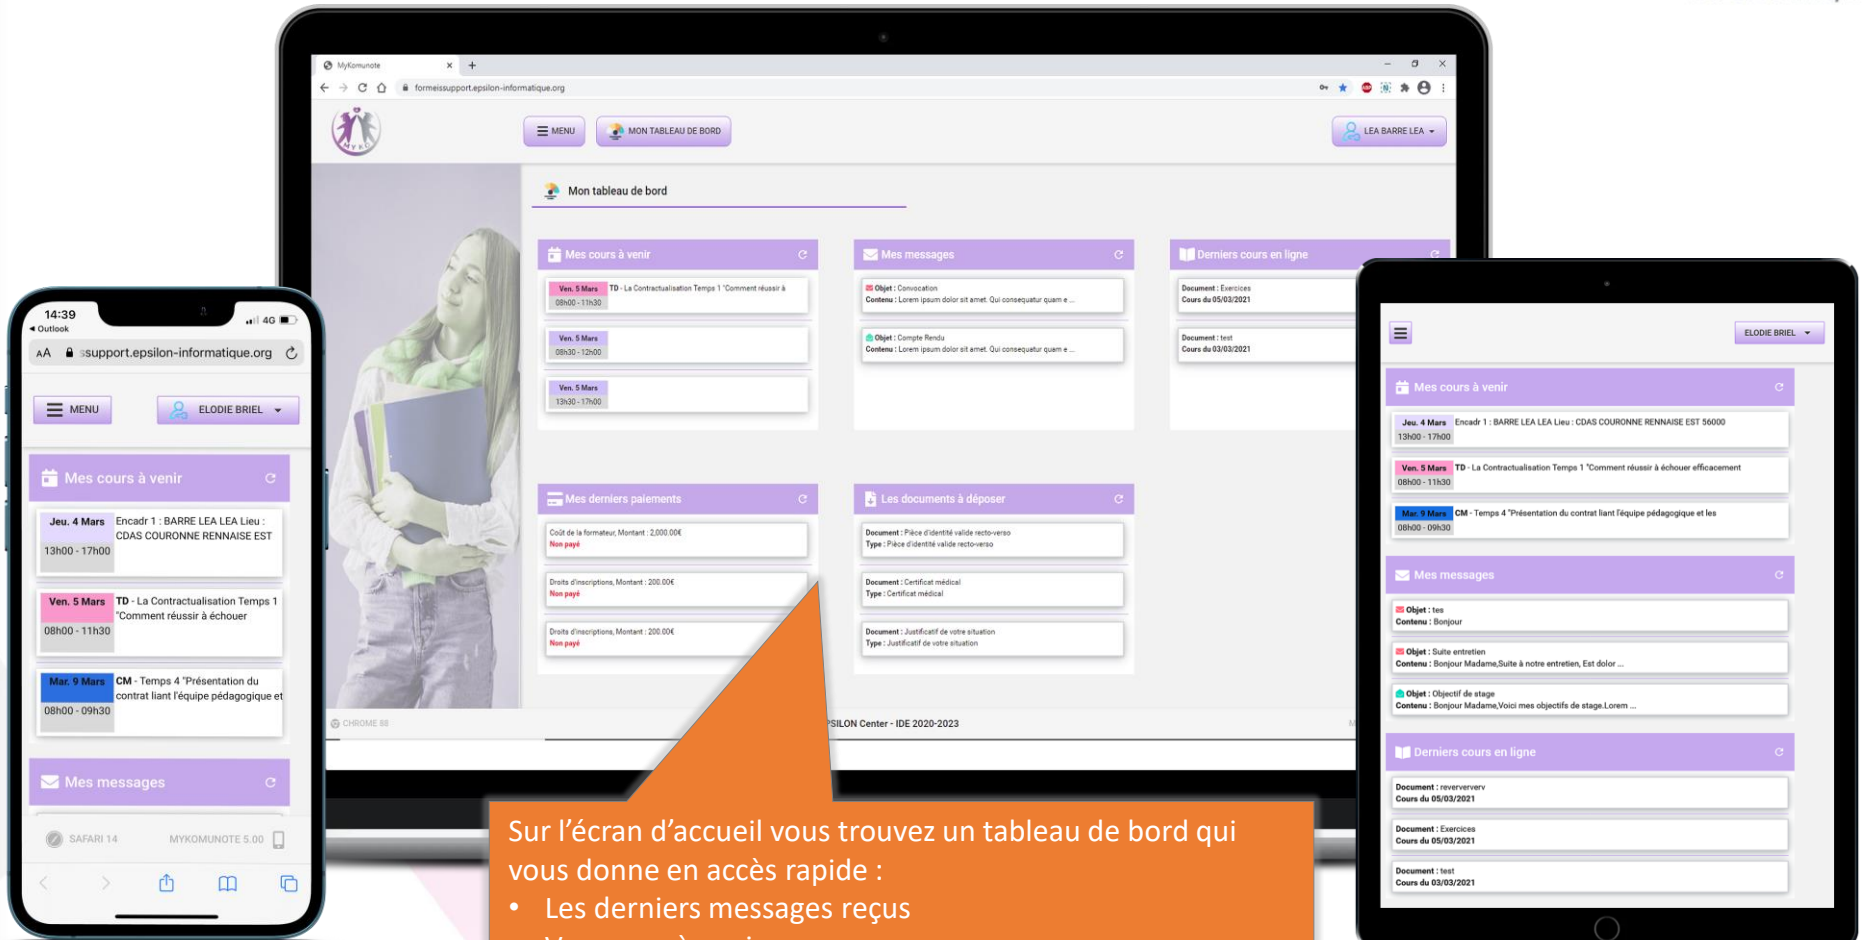 MyKomunote
formeissupport.epsilon-informatique.org
MYKO
MENU
MON TABLEAU DE BORD
LEA BARRE LEA
Mon tableau de bord
Mes cours à venir
Ven. 5 Mars TD - La Contractualisation Temps 1 "Comment réussir à
08h00 - 11h30
Ven. 5 Mars
08h30 - 12h00
Ven. 5 Mars
13h30 - 17h00
Mes messages
Objet : Convocation
Contenu : Lorem ipsum dolor sit amet. Qui consequatur quam e ...
Objet : Compte Rendu
Contenu : Lorem ipsum dolor sit amet. Qui consequatur quam e ...
Derniers cours en ligne
Document : Exercices
Cours du 05/03/2021
Document : test
Cours du 03/03/2021
Mes derniers paiements
Coût de la formateur, Montant : 2,000.00€
Non payé
Droits d'inscriptions, Montant : 200.00€
Non payé
Droits d'inscriptions, Montant : 200.00€
Non payé
Les documents à déposer
Document : Pièce d'identité valide recto-verso
Type : Pièce d'identité valide recto-verso
Document : Certificat médical
Type : Certificat médical
Document : Justificatif de votre situation
Type : Justificatif de votre situation
CHROME 88
PSILON Center - IDE 2020-2023
14:39
4G
Outlook
AA ssupport.epsilon-informatique.org
MENU
ELODIE BRIEL
Mes cours à venir
Jeu. 4 Mars Encadr 1 : BARRE LEA LEA Lieu :
CDAS COURONNE RENNAISE EST
13h00 - 17h00
Ven. 5 Mars TD - La Contractualisation Temps 1
"Comment réussir à échouer
08h00 - 11h30
Mar. 9 Mars CM - Temps 4 "Présentation du
contrat liant l'équipe pédagogique et
08h00 - 09h30
Mes messages
SAFARI 14
MYKOMUNOTE 5.00
ELODIE BRIEL
Mes cours à venir
Jeu. 4 Mars Encadr 1 : BARRE LEA LEA Lieu : CDAS COURONNE RENNAISE EST 56000
13h00 - 17h00
Ven. 5 Mars TD - La Contractualisation Temps 1 "Comment réussir à échouer efficacement
08h00 - 11h30
Mar. 9 Mars CM - Temps 4 "Présentation du contrat liant l'équipe pédagogique et les
08h00 - 09h30
Mes messages
Objet : tes
Contenu : Bonjour
Objet : Suite entretien
Contenu : Bonjour Madame,Suite à notre entretien, Est dolor ...
Objet : Objectif de stage
Contenu : Bonjour Madame,Voici mes objectifs de stage.Lorem ...
Derniers cours en ligne
Document : reverververv
Cours du 05/03/2021
Document : Exercices
Cours du 05/03/2021
Document : test
Cours du 03/03/2021
Sur l'écran d'accueil vous trouvez un tableau de bord qui
vous donne en accès rapide :
• Les derniers messages reçus